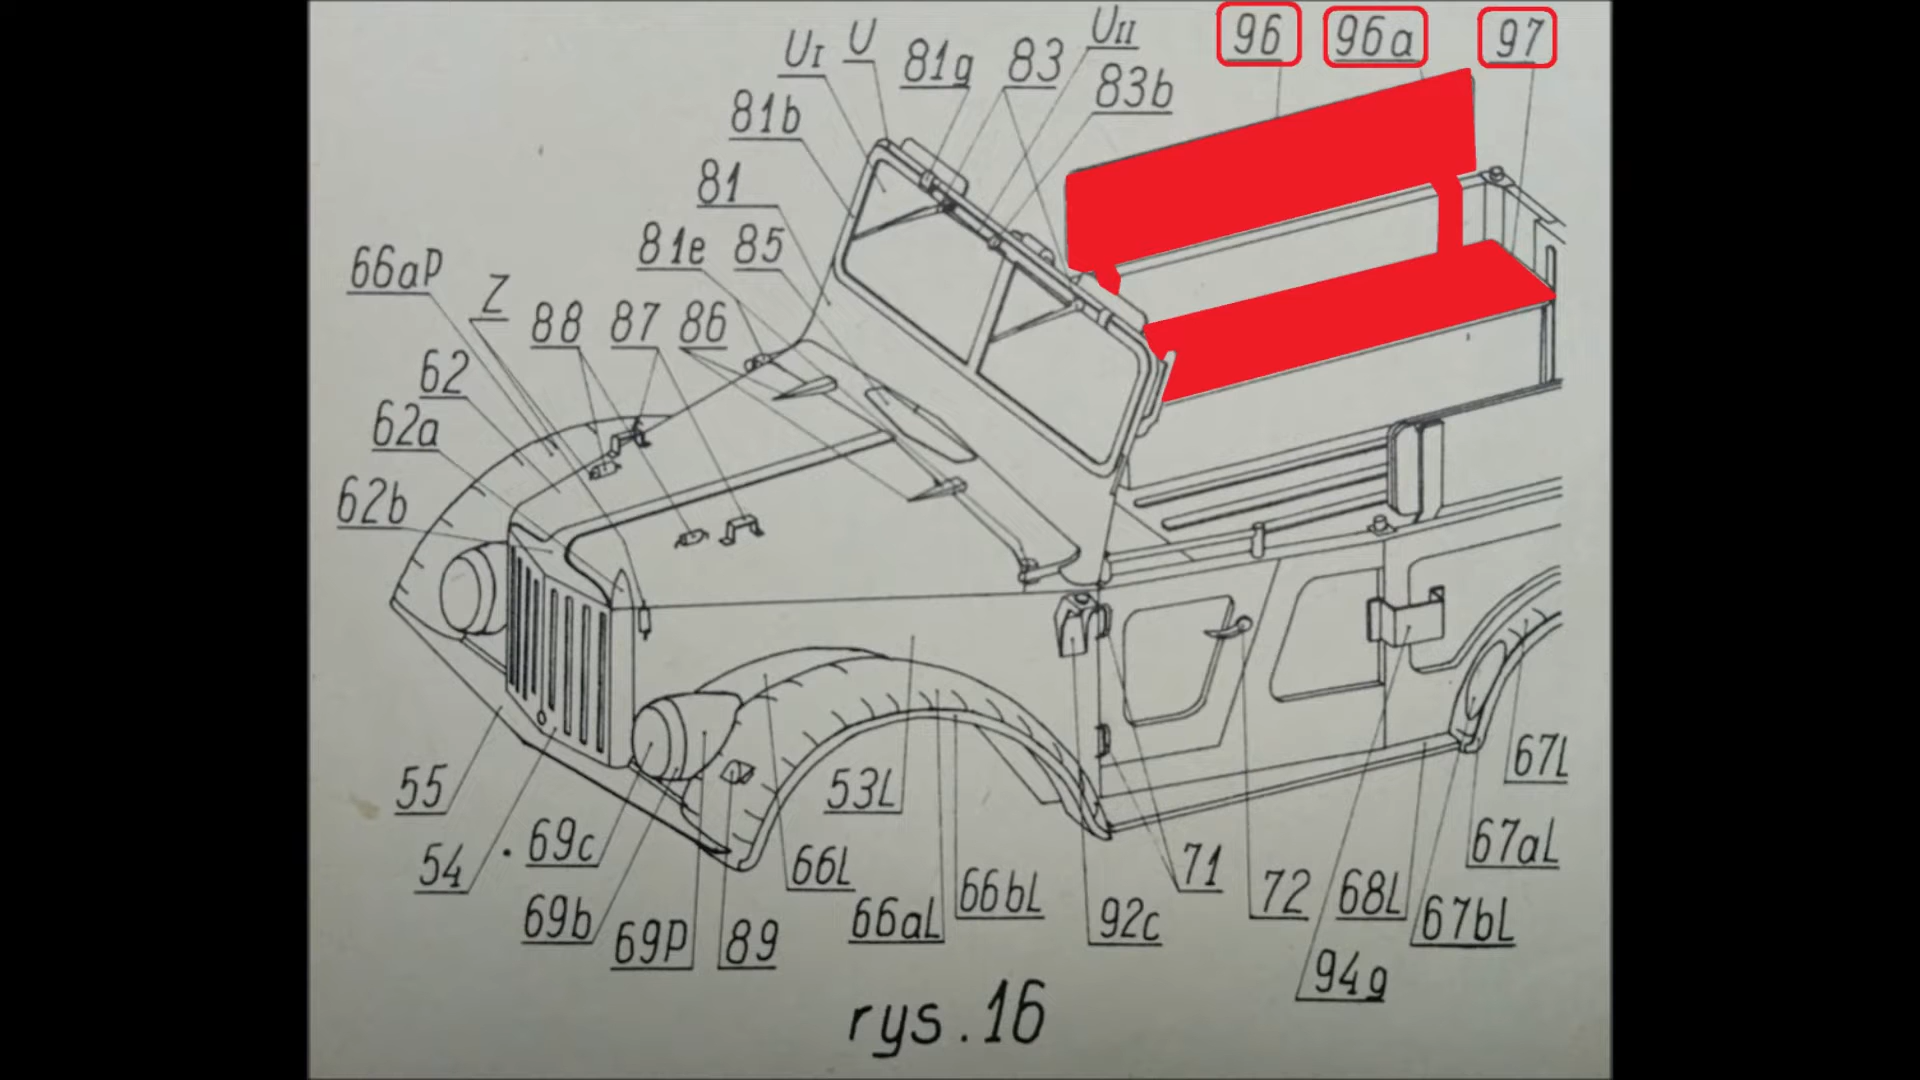 96 96a 97
UI U 81g 83 UII
81b 83b
81
81e 85
66aP Z
88 87 86
62
62a
62b
55
54
69c
69b
69P
89
66L
53L
66aL
66bL
92c
71
72
94g
68L
67bL
67aL
67L
rys. 16